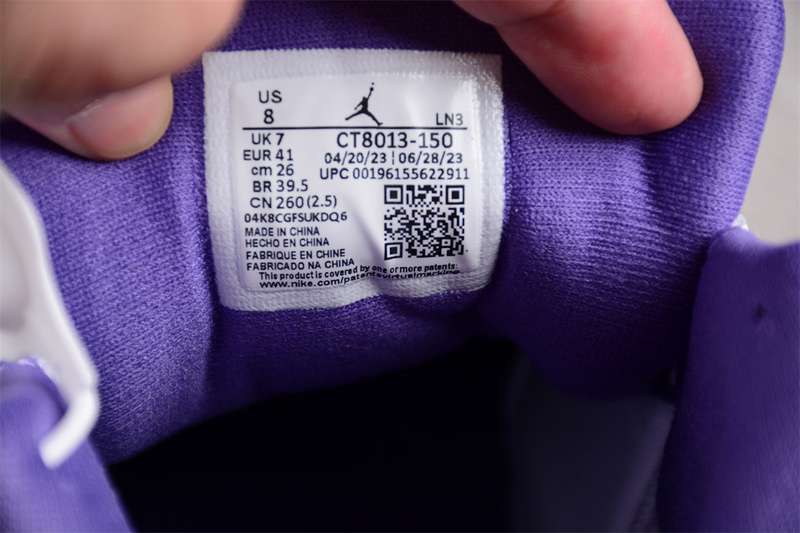 US
8
LN3
UK 7
CT8013-150
EUR 41
04/20/23 | 06/28/23
cm 26
UPC 00196155622911
BR 39.5
CN 260 (2.5)
04K8CGFSUKDQ6
MADE IN CHINA
HECHO EN CHINA
FABRIQUE EN CHINE
FABRICADO NA CHINA
This product is covered by one or more patents:
www.nike.com/patents.virtualmarking